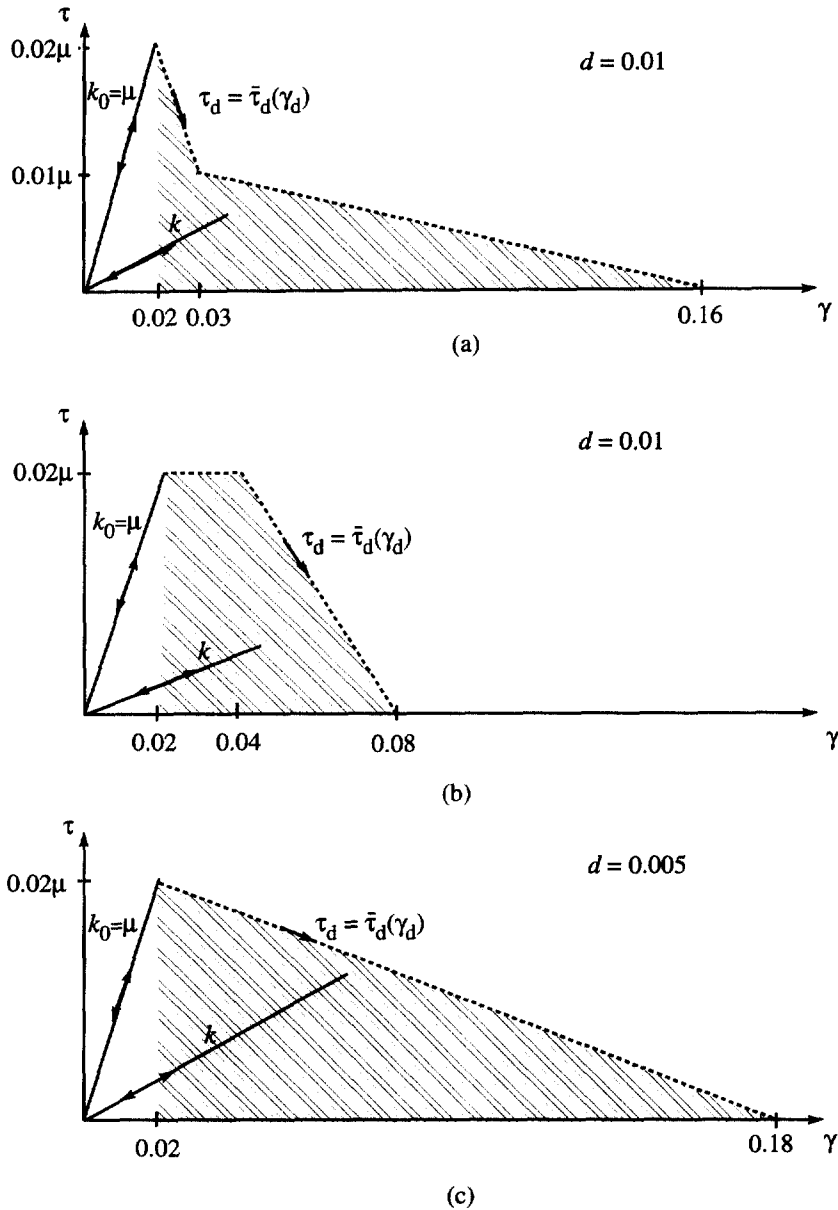 τ
0.02μ
d = 0.01
k₀=μ
τ_d = τ̄_d(γ_d)
0.01μ
k
0.02 0.03 0.16 γ
(a)
τ
d = 0.01
0.02μ
k₀=μ
τ_d = τ̄_d(γ_d)
k
0.02 0.04 0.08 γ
(b)
τ
d = 0.005
0.02μ
k₀=μ
τ_d = τ̄_d(γ_d)
k
0.02 0.18 γ
(c)